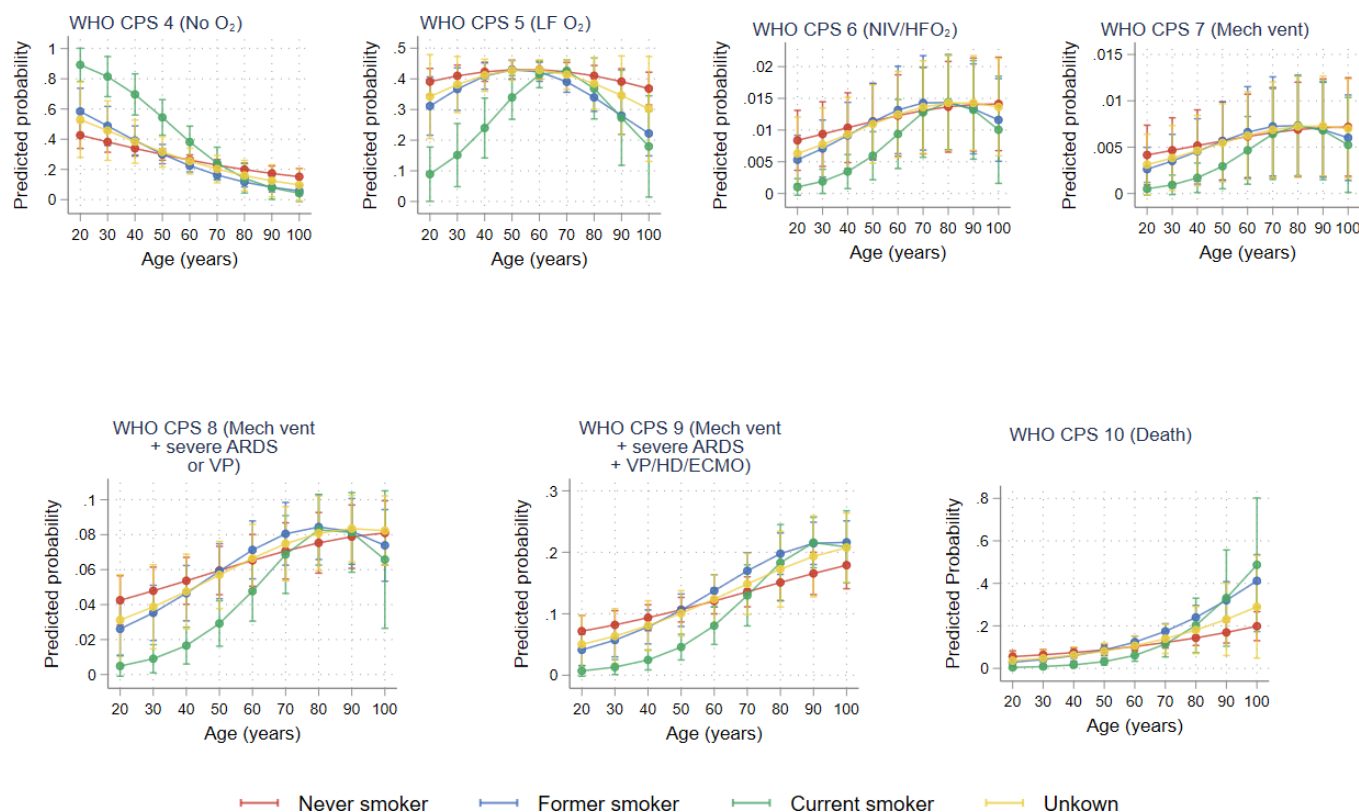 WHO CPS 4 (No O₂)
Predicted probability
1
.8
.6
.4
.2
0
20 30 40 50 60 70 80 90 100
Age (years)
WHO CPS 5 (LF O₂)
Predicted probability
.5
.4
.3
.2
.1
0
20 30 40 50 60 70 80 90 100
Age (years)
WHO CPS 6 (NIV/HFO₂)
Predicted probability
.02
.015
.01
.005
0
20 30 40 50 60 70 80 90 100
Age (years)
WHO CPS 7 (Mech vent)
Predicted probability
.015
.01
.005
0
20 30 40 50 60 70 80 90 100
Age (years)
WHO CPS 8 (Mech vent
+ severe ARDS
or VP)
Predicted probability
.1
.08
.06
.04
.02
0
20 30 40 50 60 70 80 90 100
Age (years)
WHO CPS 9 (Mech vent
+ severe ARDS
+ VP/HD/ECMO)
Predicted probability
.3
.2
.1
0
20 30 40 50 60 70 80 90 100
Age (years)
WHO CPS 10 (Death)
Predicted Probability
.8
.6
.4
.2
0
20 30 40 50 60 70 80 90 100
Age (years)
Never smoker Former smoker Current smoker Unkown